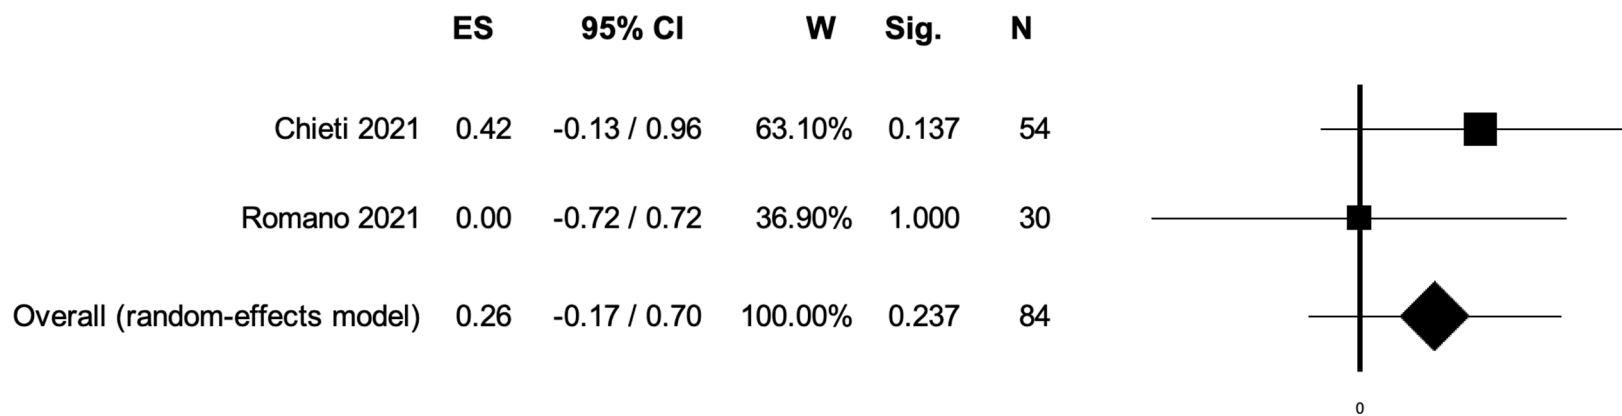 ES 95% CI W Sig. N
Chieti 2021 0.42 -0.13 / 0.96 63.10% 0.137 54
Romano 2021 0.00 -0.72 / 0.72 36.90% 1.000 30
Overall (random-effects model) 0.26 -0.17 / 0.70 100.00% 0.237 84
0